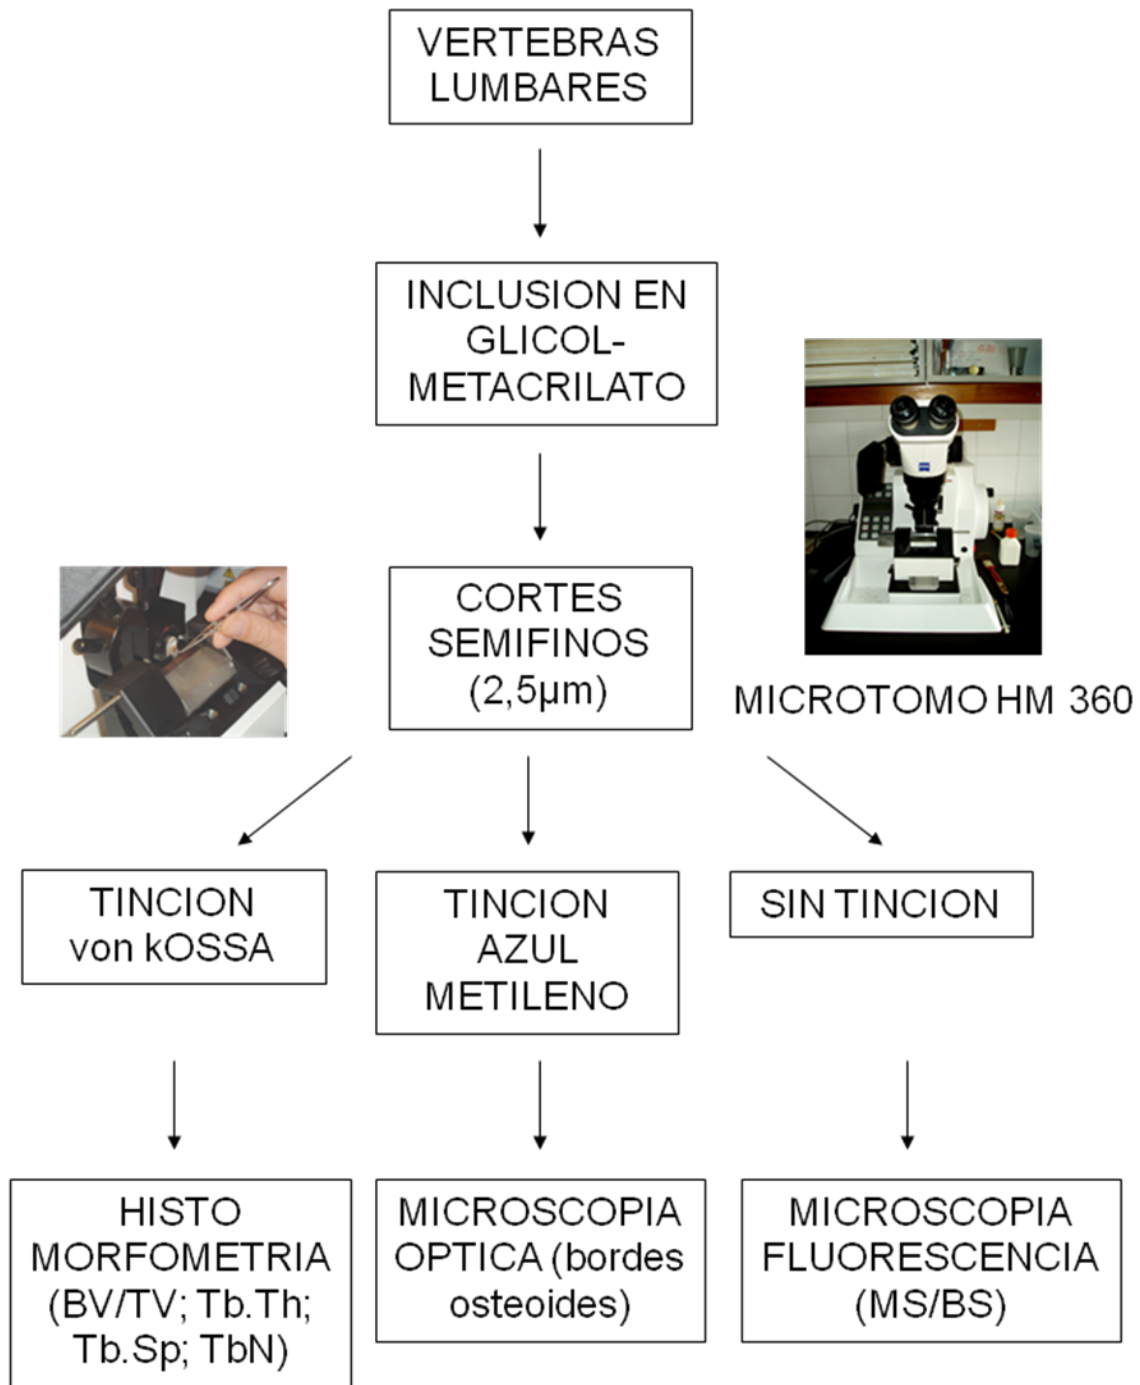 VERTEBRAS
LUMBARES
INCLUSION EN
GLICOL-
METACRILATO
CORTES
SEMIFINOS
(2,5µm)
MICROTOMO HM 360
TINCION
von kOSSA
TINCION
AZUL
METILENO
SIN TINCION
HISTO
MORFOMETRIA
(BV/TV; Tb.Th;
Tb.Sp; TbN)
MICROSCOPIA
OPTICA (bordes
osteoides)
MICROSCOPIA
FLUORESCENCIA
(MS/BS)